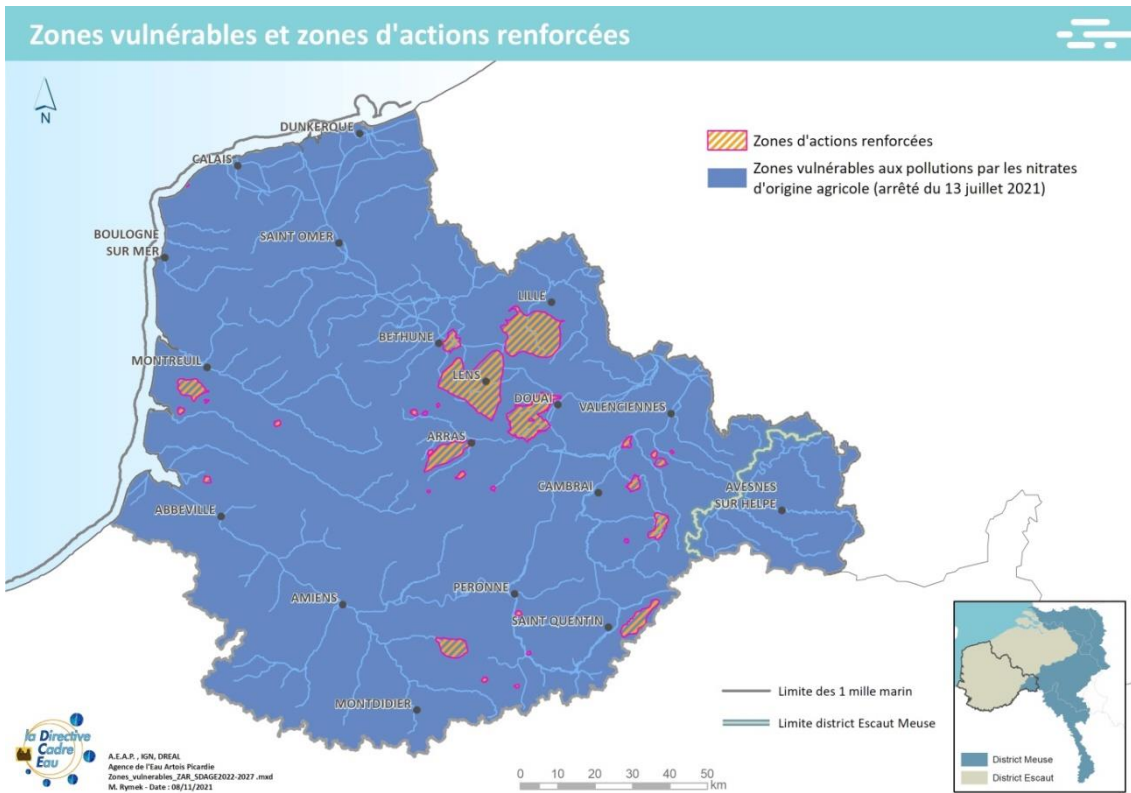 Zones vulnérables et zones d'actions renforcées
N
DUNKERQUE
CALAIS
BOULOGNE
SUR MER
SAINT OMER
LILLE
BETHUNE
MONTREUIL
LENS
DOUAI
VALENCIENNES
ARRAS
CAMBRAI
AVESNES
SUR HELPE
ABBEVILLE
AMIENS
PERONNE
SAINT QUENTIN
MONTDIDIER
Zones d'actions renforcées
Zones vulnérables aux pollutions par les nitrates
d'origine agricole (arrêté du 13 juillet 2021)
Limite des 1 mille marin
Limite district Escaut Meuse
District Meuse
District Escaut
la Directive
Cadre
Eau
A.E.A.P. , IGN, DREAL
Agence de l'Eau Artois Picardie
Zones_vulnerables_ZAR_SDAGE2022-2027 .mxd
M. Rymek - Date : 08/11/2021
0 10 20 30 40 50
km